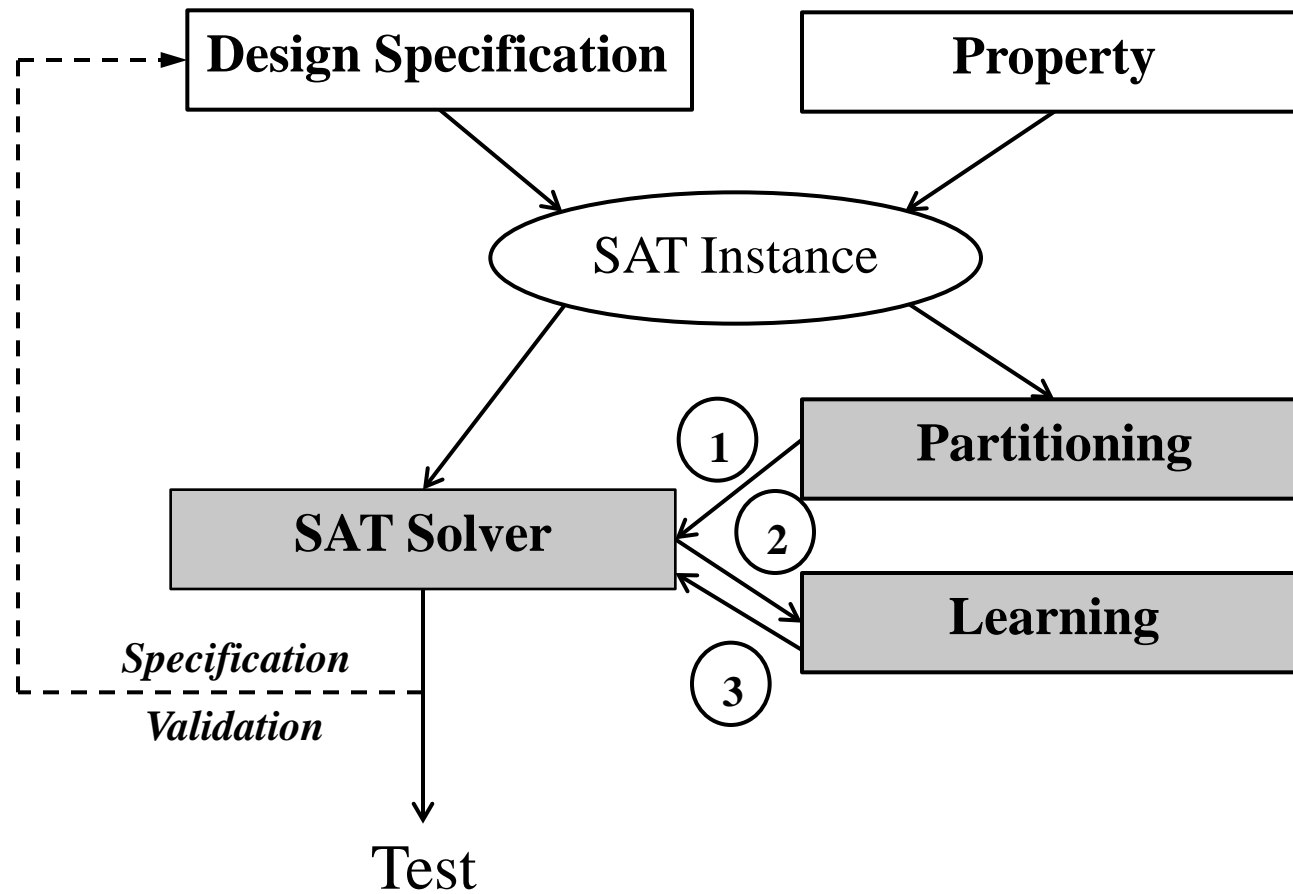 Design Specification
Property
SAT Instance
1
Partitioning
SAT Solver
2
Learning
Specification
3
Validation
Test